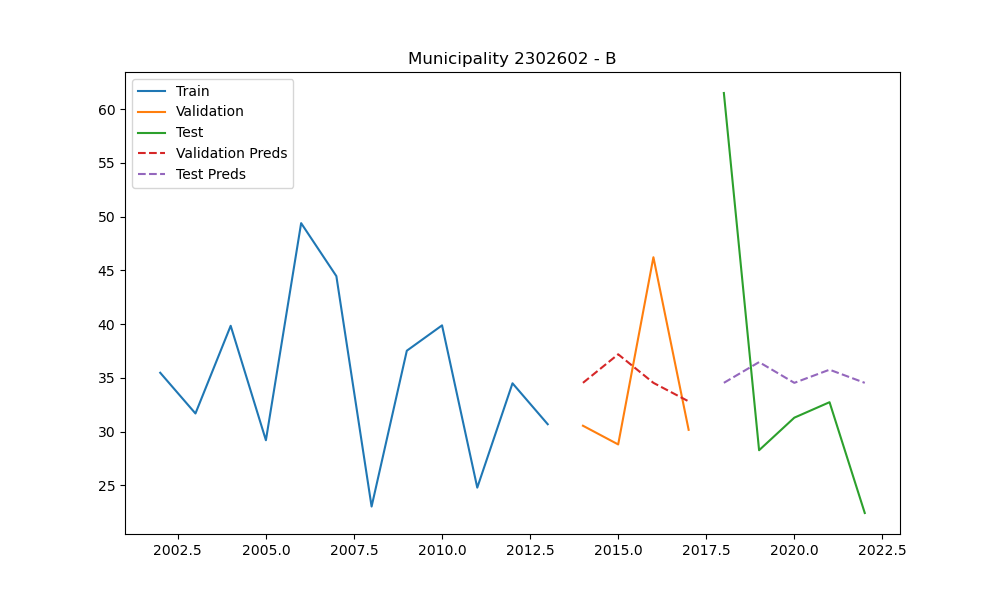 Municipality 2302602 - B
Train
Validation
Test
Validation Preds
Test Preds
60
55
50
45
40
35
30
25
2002.5 2005.0 2007.5 2010.0 2012.5 2015.0 2017.5 2020.0 2022.5